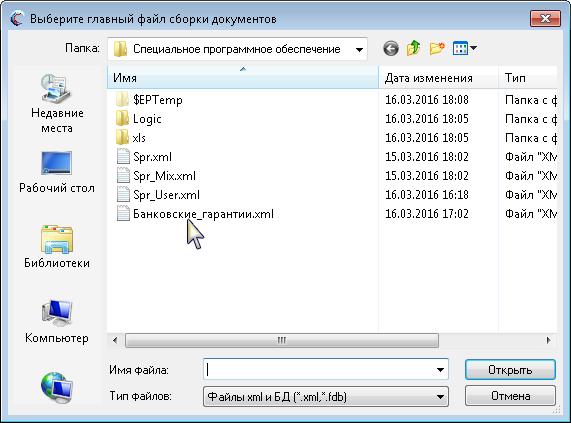 Выберите главный файл сборки документов
Папка: Специальное программное обеспечение
Имя Дата изменения Тип
$EPTemp 16.03.2016 18:08 Папка с ф
Logic 16.03.2016 18:05 Папка с ф
xls 16.03.2016 18:05 Папка с ф
Spr.xml 15.03.2016 18:02 Файл "XM
Spr_Mix.xml 15.03.2016 18:02 Файл "XM
Spr_User.xml 16.03.2016 16:18 Файл "XM
Банковские_гарантии.xml 16.03.2016 17:02 Файл "XM
Недавние
места
Рабочий стол
Библиотеки
Компьютер
Имя файла: Открыть
Тип файлов: Файлы xml и БД (*.xml,*.fdb) Отмена